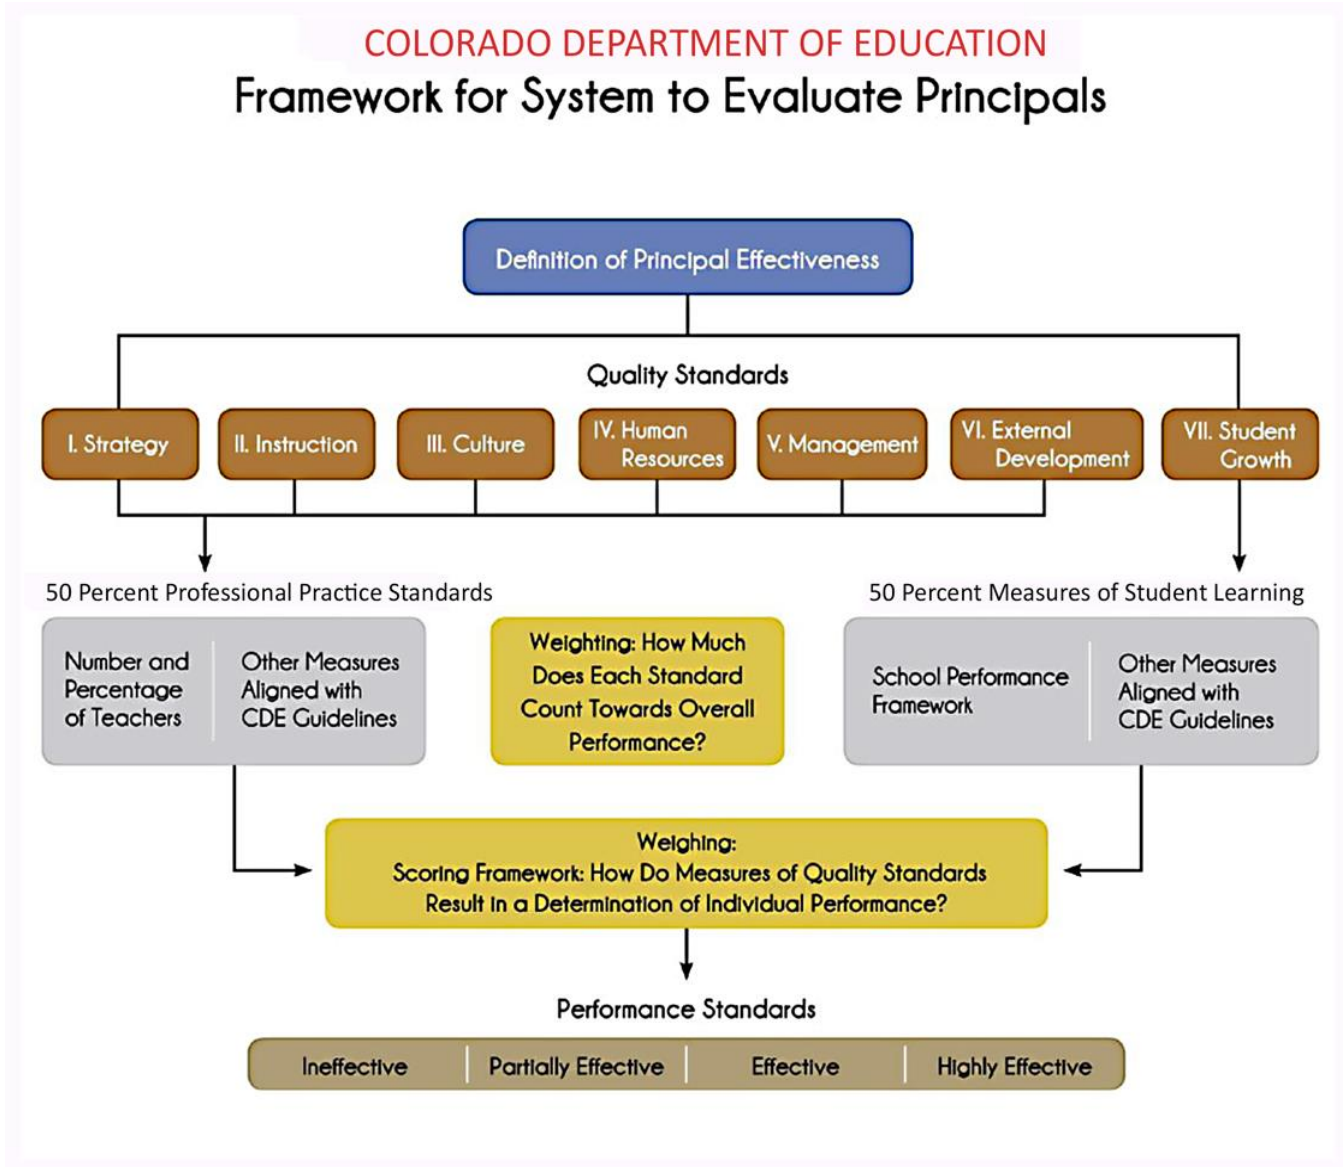 COLORADO DEPARTMENT OF EDUCATION
Framework for System to Evaluate Principals
Definition of Principal Effectiveness
Quality Standards
I. Strategy
II. Instruction
III. Culture
IV. Human
Resources
V. Management
VI. External
Development
VII. Student
Growth
50 Percent Professional Practice Standards
Number and
Percentage
of Teachers
Other Measures
Aligned with
CDE Guidelines
Weighting: How Much
Does Each Standard
Count Towards Overall
Performance?
50 Percent Measures of Student Learning
School Performance
Framework
Other Measures
Aligned with
CDE Guidelines
Weighing:
Scoring Framework: How Do Measures of Quality Standards
Result in a Determination of Individual Performance?
Performance Standards
Ineffective
Partially Effective
Effective
Highly Effective